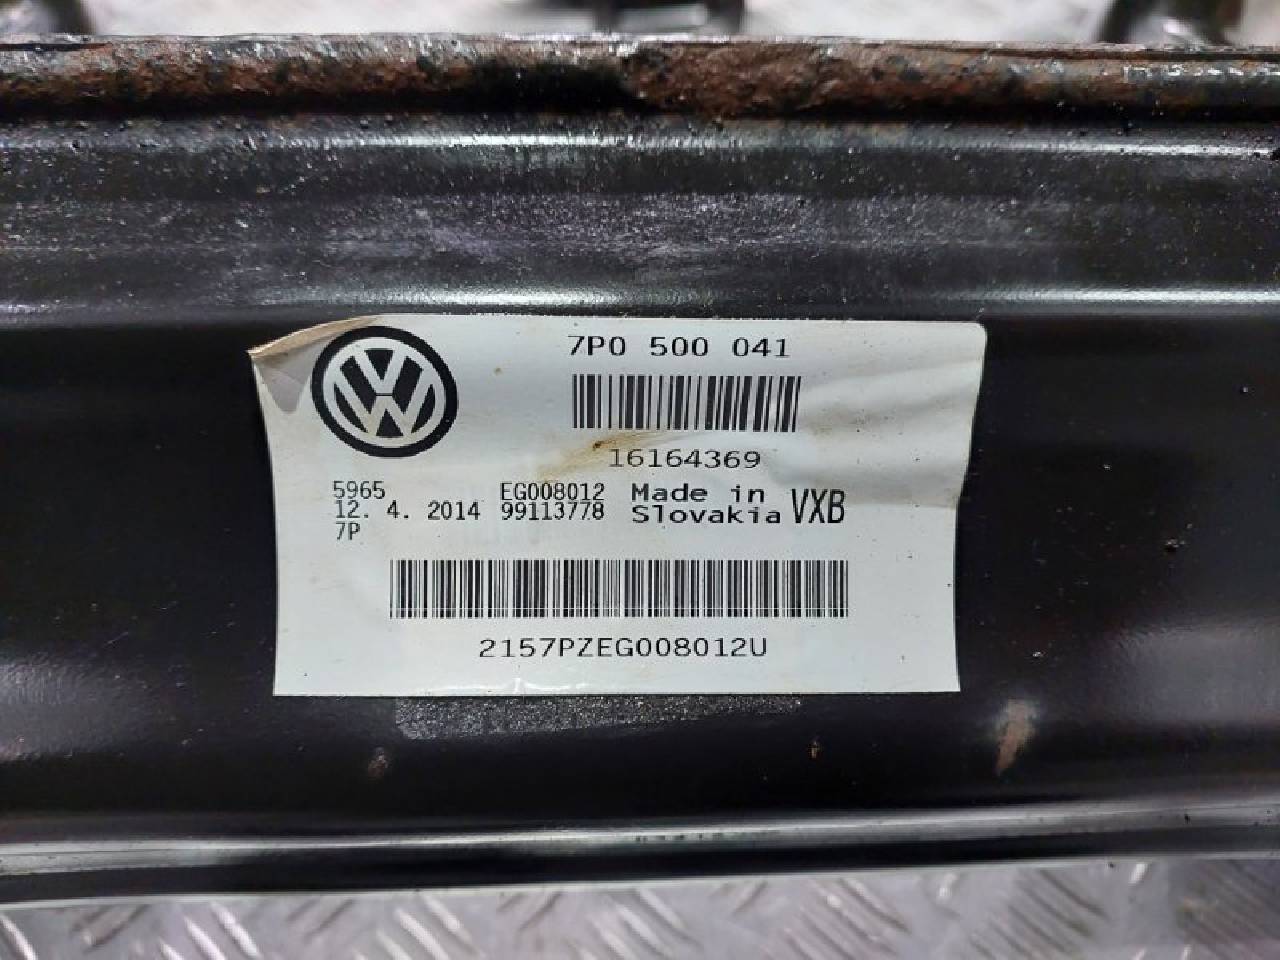 7P0 500 041
16164369
5965 EG008012 Made in
12. 4. 2014 99113778 Slovakia VXB
7P
2157PZEG008012U